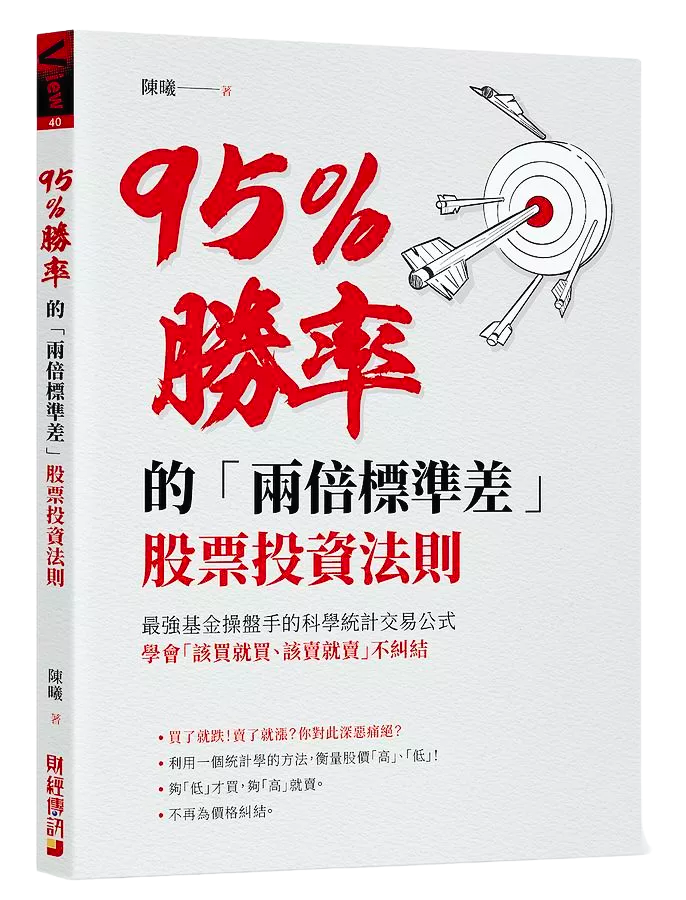 View
40
95%勝率的「兩倍標準差」股票投資法則
陳曦 著
財經傳訊
陳曦——著
95%
勝率
的「兩倍標準差」
股票投資法則
最強基金操盤手的科學統計交易公式
學會「該買就買、該賣就賣」不糾結
•買了就跌!賣了就漲?你對此深惡痛絕?
•利用一個統計學的方法,衡量股價「高」、「低」!
•夠「低」才買,夠「高」就賣。
•不再為價格糾結。